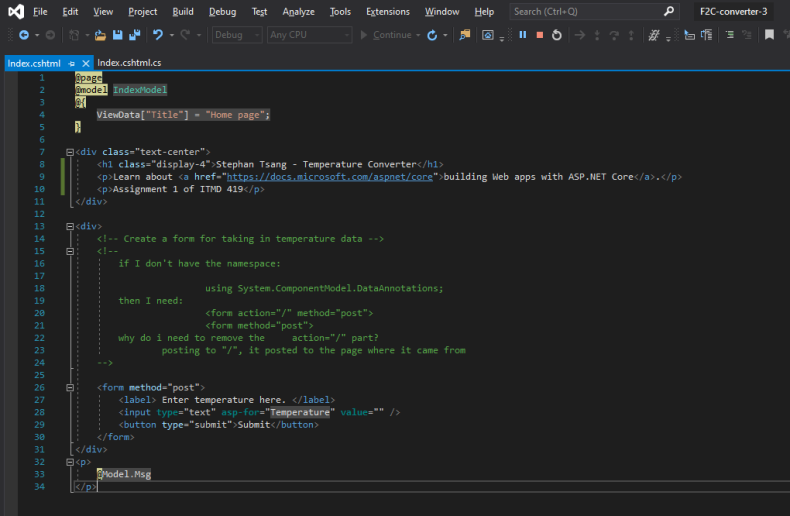 File Edit View Project Build Debug Test Analyze Tools Extensions Window Help Search (Ctrl+Q) F2C-converter-3
Debug Any CPU Continue
Index.cshtml Index.cshtml.cs
1 @page
2 @model IndexModel
3 @{
4 ViewData["Title"] = "Home page";
5 }
6
7 <div class="text-center">
8 <h1 class="display-4">Stephan Tsang - Temperature Converter</h1>
9 <p>Learn about <a href="https://docs.microsoft.com/aspnet/core">building Web apps with ASP.NET Core</a>.</p>
10 <p>Assignment 1 of ITMD 419</p>
11 </div>
12
13 <div>
14 <!-- Create a form for taking in temperature data -->
15 <!--
16 if I don't have the namespace:
17
18 using System.ComponentModel.DataAnnotations;
19 then I need:
20 <form action="/" method="post">
21 <form method="post">
22 why do i need to remove the action="/" part?
23 posting to "/", it posted to the page where it came from
24 -->
25
26 <form method="post">
27 <label> Enter temperature here. </label>
28 <input type="text" asp-for="Temperature" value="" />
29 <button type="submit">Submit</button>
30 </form>
31 </div>
32 <p>
33 @Model.Msg
34 </p>